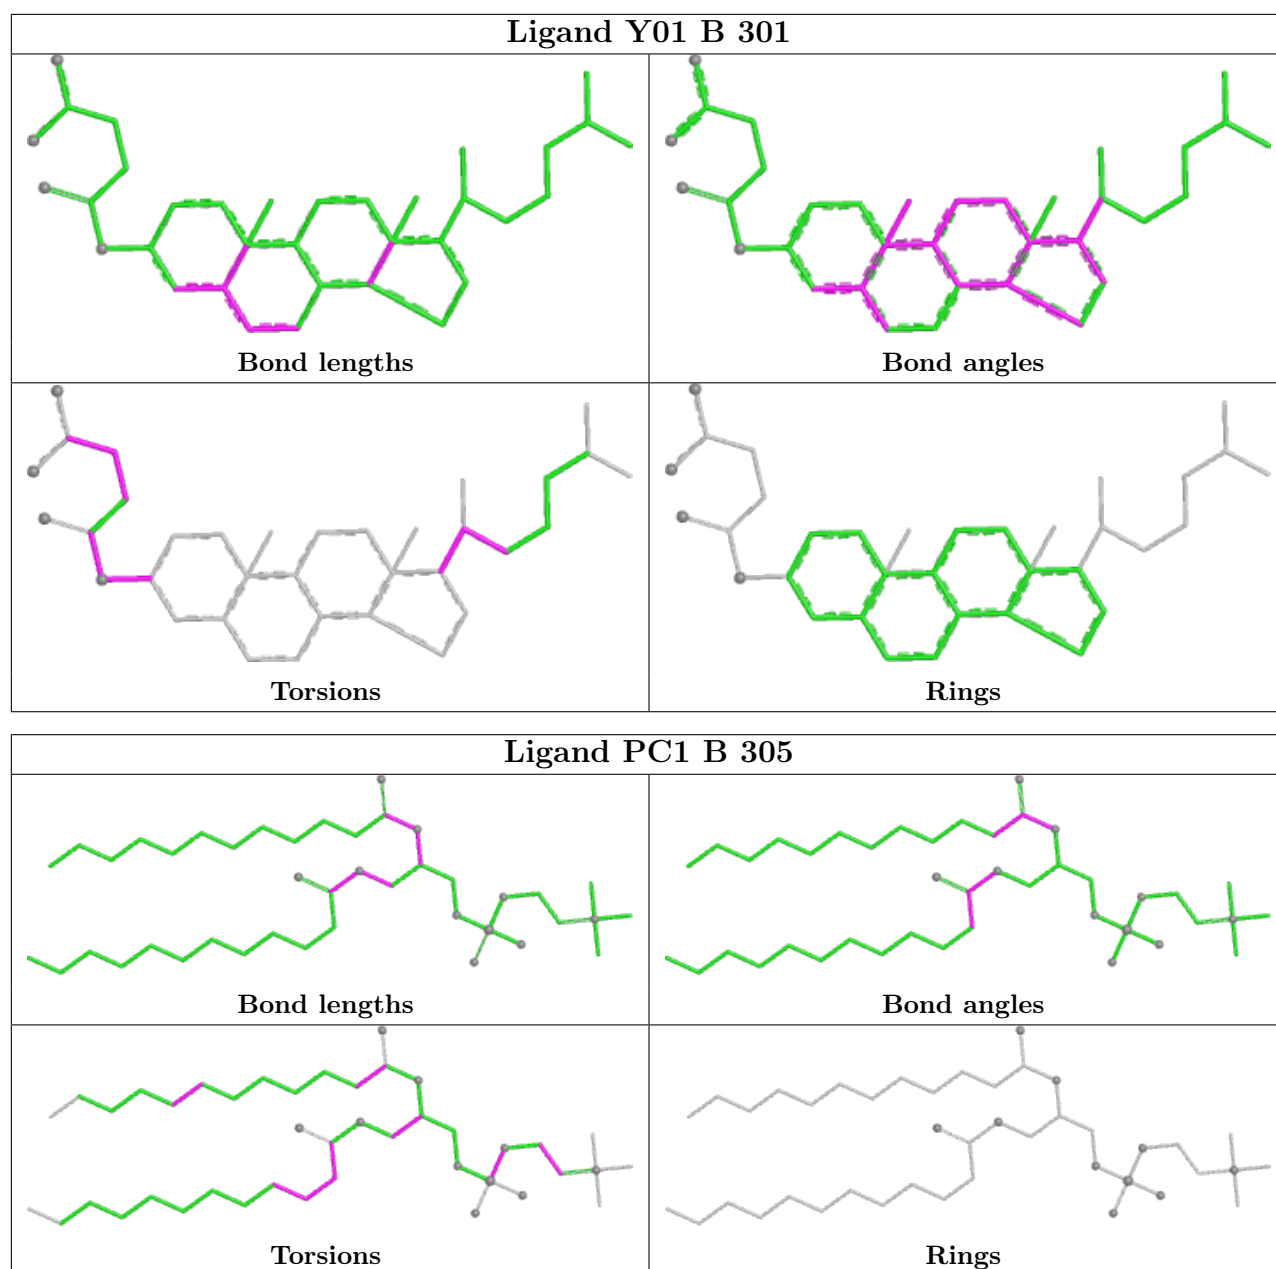 Ligand Y01 B 301
Bond lengths
Bond angles
Torsions
Rings
Ligand PC1 B 305
Bond lengths
Bond angles
Torsions
Rings